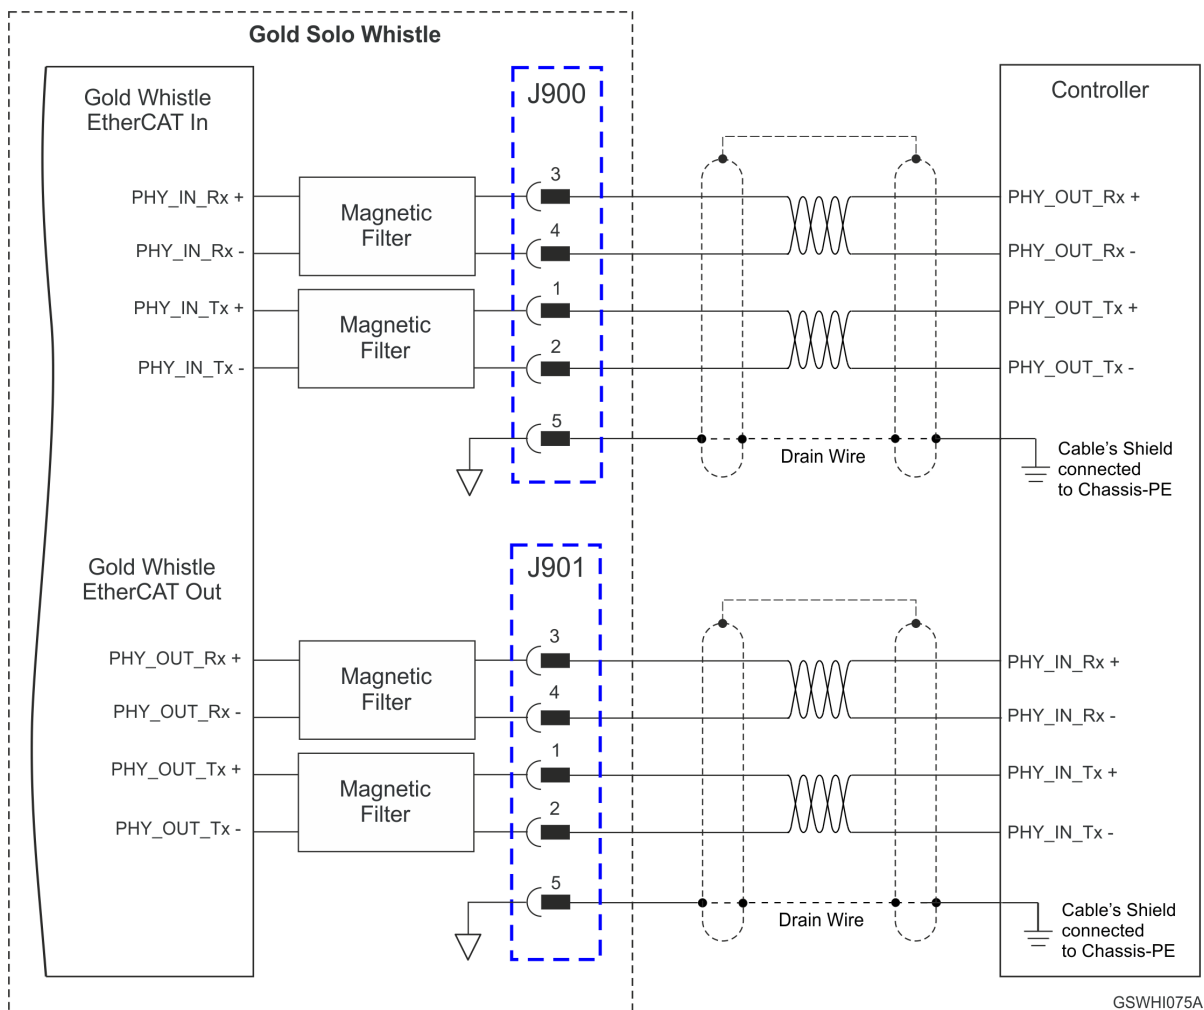 Gold Solo Whistle
Gold Whistle
EtherCAT In
J900
Controller
PHY_IN_Rx +
Magnetic
Filter
3
PHY_OUT_Rx +
PHY_IN_Rx -
4
PHY_OUT_Rx -
PHY_IN_Tx +
Magnetic
Filter
1
PHY_OUT_Tx +
PHY_IN_Tx -
2
PHY_OUT_Tx -
5
Drain Wire
Cable's Shield
connected
to Chassis-PE
Gold Whistle
EtherCAT Out
J901
PHY_OUT_Rx +
Magnetic
Filter
3
PHY_IN_Rx +
PHY_OUT_Rx -
4
PHY_IN_Rx -
PHY_OUT_Tx +
Magnetic
Filter
1
PHY_IN_Tx +
PHY_OUT_Tx -
2
PHY_IN_Tx -
5
Drain Wire
Cable's Shield
connected
to Chassis-PE
GSWHI075A